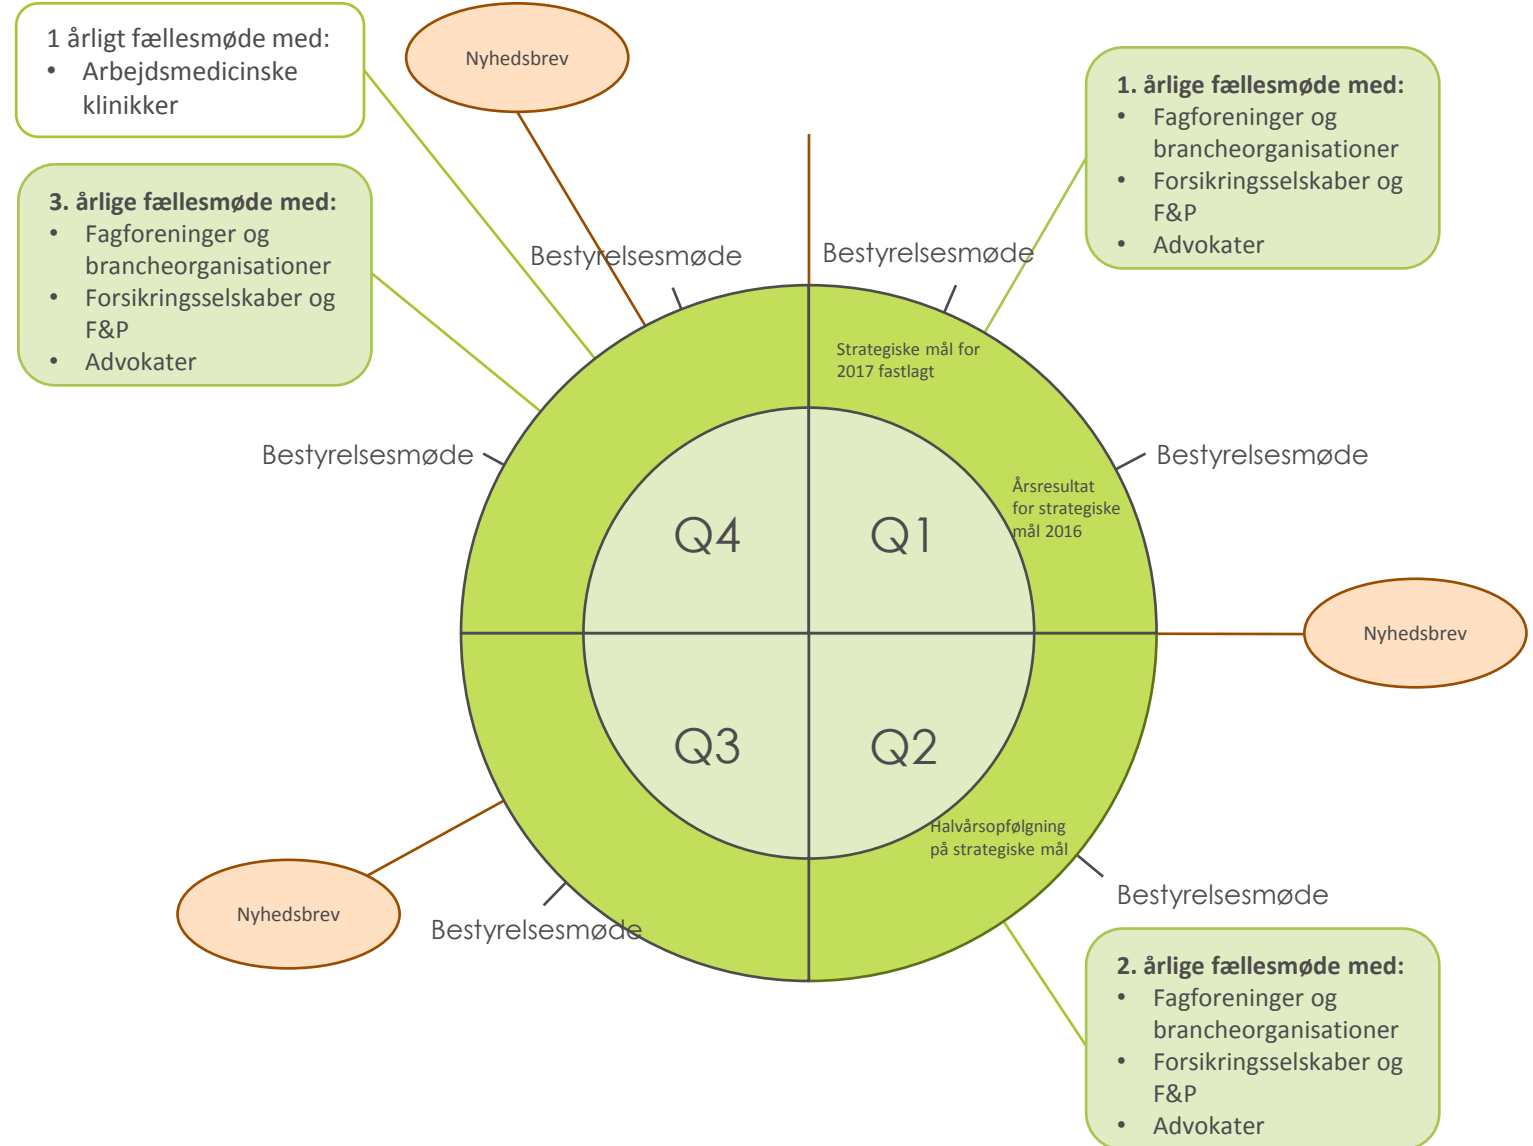 1 årligt fællesmøde med:
• Arbejdsmedicinske
klinikker
Nyhedsbrev
1. årlige fællesmøde med:
• Fagforeninger og
brancheorganisationer
• Forsikringsselskaber og
F&P
• Advokater
3. årlige fællesmøde med:
• Fagforeninger og
brancheorganisationer
• Forsikringsselskaber og
F&P
• Advokater
Bestyrelsesmøde
Bestyrelsesmøde
Strategiske mål for
2017 fastlagt
Bestyrelsesmøde
Bestyrelsesmøde
Årsresultat
for strategiske
mål 2016
Q4
Q1
Nyhedsbrev
Q3
Q2
Halvårsopfølgning
på strategiske mål
Bestyrelsesmøde
Nyhedsbrev
Bestyrelsesmøde
2. årlige fællesmøde med:
• Fagforeninger og
brancheorganisationer
• Forsikringsselskaber og
F&P
• Advokater